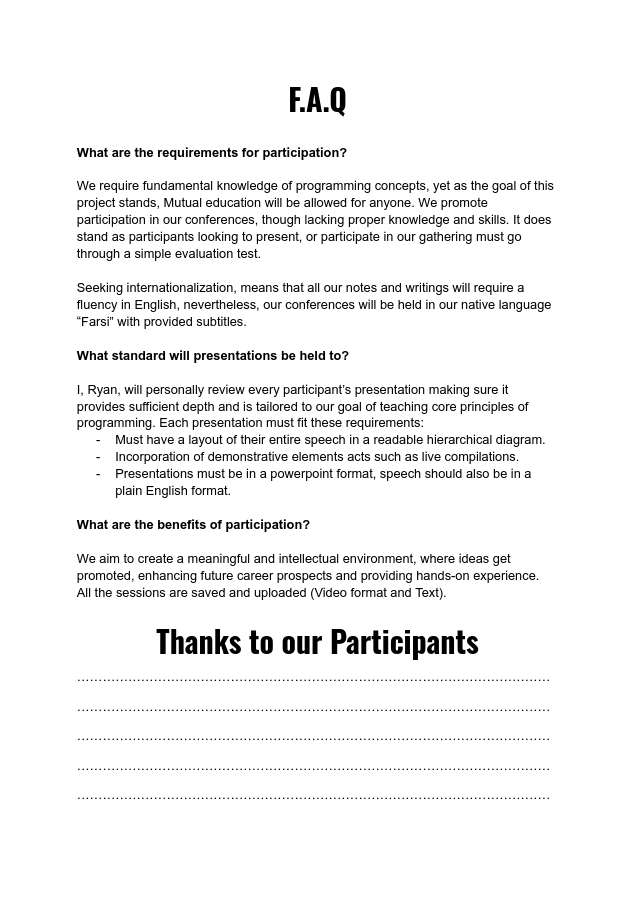 F.A.Q
What are the requirements for participation?
We require fundamental knowledge of programming concepts, yet as the goal of this
project stands, Mutual education will be allowed for anyone. We promote
participation in our conferences, though lacking proper knowledge and skills. It does
stand as participants looking to present, or participate in our gathering must go
through a simple evaluation test.
Seeking internationalization, means that all our notes and writings will require a
fluency in English, nevertheless, our conferences will be held in our native language
“Farsi” with provided subtitles.
What standard will presentations be held to?
I, Ryan, will personally review every participant’s presentation making sure it
provides sufficient depth and is tailored to our goal of teaching core principles of
programming. Each presentation must fit these requirements:
- Must have a layout of their entire speech in a readable hierarchical diagram.
- Incorporation of demonstrative elements acts such as live compilations.
- Presentations must be in a powerpoint format, speech should also be in a
plain English format.
What are the benefits of participation?
We aim to create a meaningful and intellectual environment, where ideas get
promoted, enhancing future career prospects and providing hands-on experience.
All the sessions are saved and uploaded (Video format and Text).
Thanks to our Participants